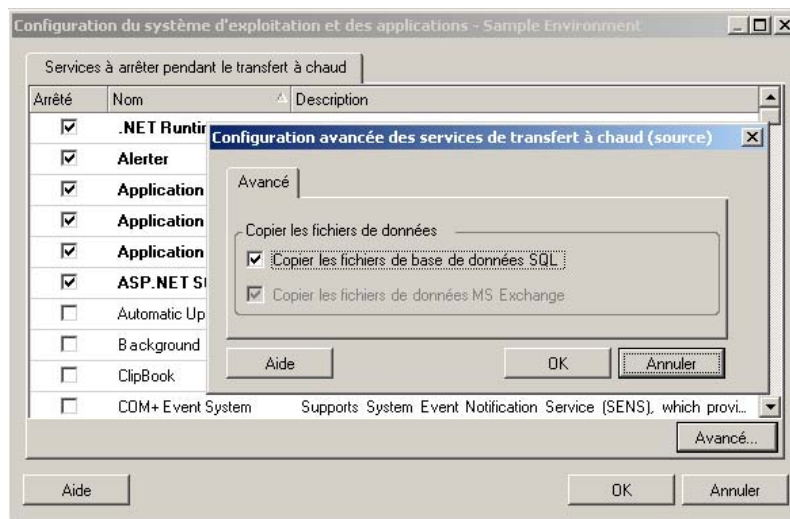 Configuration du système d'exploitation et des applications - Sample Environment
Services à arrêter pendant le transfert à chaud
Arrêté Nom Description
.NET
Alerter
Application
Application
Application
ASP.NET
Automatic
Background
ClipBook
COM+ Event System Supports System Event Notification Service (SENS), which provi...
Configuration avancée des services de transfert à chaud (source)
Avancé
Copier les fichiers de données
Copier les fichiers de base de données SQL
Copier les fichiers de données MS Exchange
Aide OK Annuler
Avancé...
Aide OK Annuler